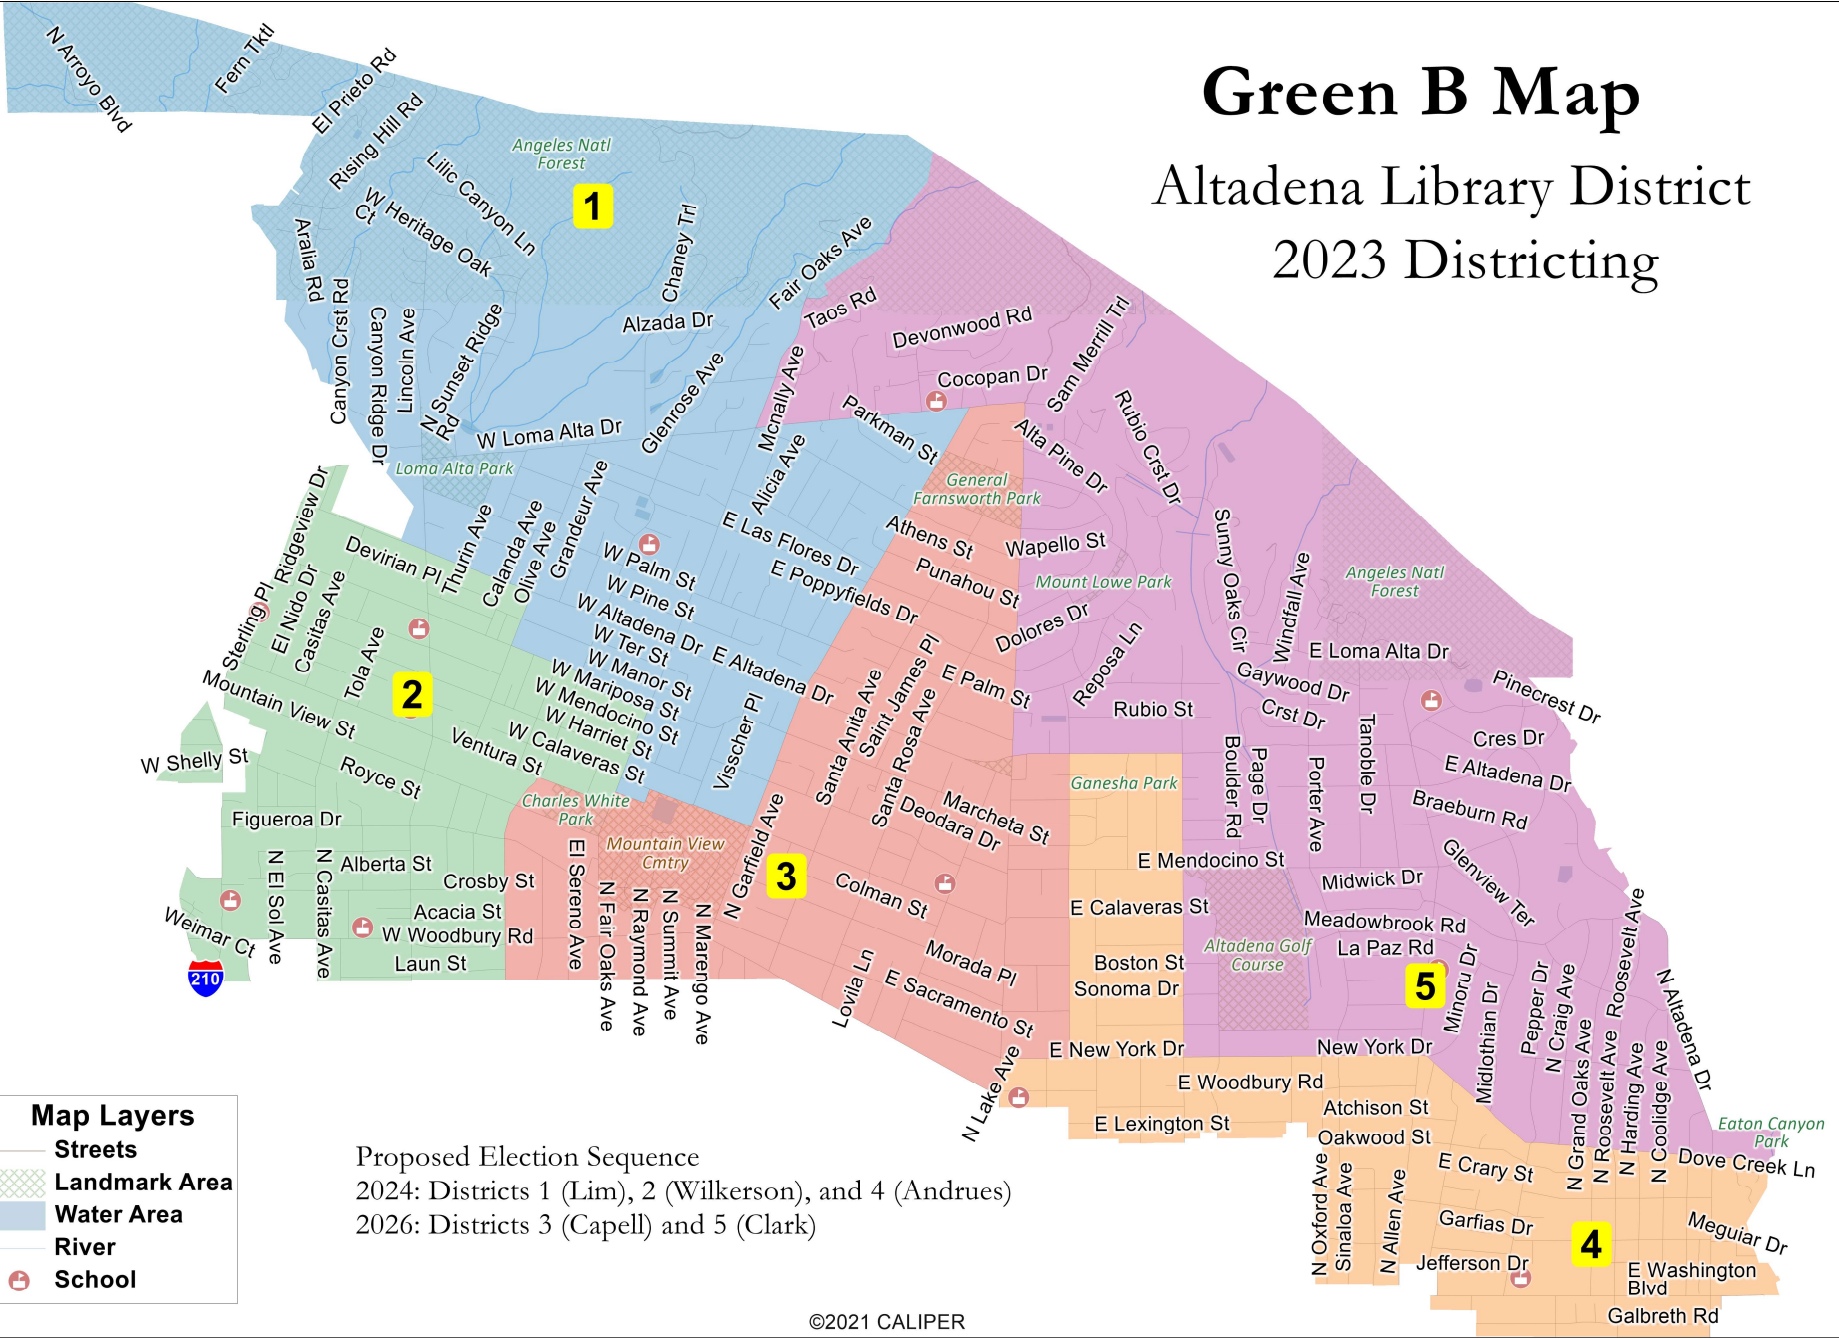 Green B Map
Altadena Library District
2023 Districting
N Arroyo Blvd
Fern Tktl
El Prieto Rd
Rising Hill Rd
Lilic Canyon Ln
W Heritage Oak
Ct
Angeles Natl
Forest
1
Aralia Rd
Chaney Trl
Fair Oaks Ave
Canyon Crst Rd
Canyon Ridge Dr
Lincoln Ave
N Sunset Ridge
Rd
Alzada Dr
Glenrose Ave
Taos Rd
Mcnally Ave
Devonwood Rd
Cocopan Dr
Sam Merrill Trl
Rubio Crst Dr
W Loma Alta Dr
Loma Alta Park
Parkman St
Alicia Ave
Alta Pine Dr
General
Farnsworth Park
Ridgeview Dr
Devirian Pl
Thurin Ave
Calanda Ave
Olive Ave
Grandeur Ave
E Las Flores Dr
E Poppyfields Dr
Athens St
Punahou St
Wapello St
Mount Lowe Park
Dolores Dr
Reposa Ln
Sunny Oaks Cir
Windfall Ave
Angeles Natl
Forest
E Loma Alta Dr
Pinecrest Dr
Gaywood Dr
Crst Dr
Rubio St
Sterling Pl
El Nido Dr
Casitas Ave
Tola Ave
2
W Palm St
W Pine St
W Altadena Dr
W Ter St
W Manor St
W Mariposa St
W Mendocino St
W Harriet St
W Calaveras St
E Altadena Dr
Visscher Pl
Santa Anita Ave
Saint James Pl
Santa Rosa Ave
E Palm St
Mountain View St
W Shelly St
Ventura St
Royce St
Figueroa Dr
Charles White
Park
Mountain View
Cmtry
N Garfield Ave
3
Marcheta St
Deodara Dr
Colman St
Ganesha Park
Boulder Rd
Page Dr
Porter Ave
Tanoble Dr
Cres Dr
E Altadena Dr
Braeburn Rd
Glenview Ter
E Mendocino St
Midwick Dr
E Calaveras St
Meadowbrook Rd
La Paz Rd
Altadena Golf
Course
5
Minoru Dr
Midlothian Dr
Pepper Dr
N Craig Ave
Roosevelt Ave
N Altadena Dr
N El Sol Ave
N Casitas Ave
Alberta St
Crosby St
Acacia St
W Woodbury Rd
Laun St
Weimar Ct
210
El Sereno Ave
N Fair Oaks Ave
N Raymond Ave
N Summit Ave
N Marengo Ave
Lovila Ln
Morada Pl
E Sacramento St
Boston St
Sonoma Dr
E New York Dr
New York Dr
N Lake Ave
E Woodbury Rd
E Lexington St
Atchison St
Oakwood St
N Grand Oaks Ave
N Roosevelt Ave
N Harding Ave
N Coolidge Ave
Eaton Canyon
Park
Dove Creek Ln
E Crary St
N Oxford Ave
Sinaloa Ave
N Allen Ave
Garfias Dr
Jefferson Dr
4
Meguiar Dr
E Washington
Blvd
Galbreth Rd
Map Layers
Streets
Landmark Area
Water Area
River
School
Proposed Election Sequence
2024: Districts 1 (Lim), 2 (Wilkerson), and 4 (Andrues)
2026: Districts 3 (Capell) and 5 (Clark)
©2021 CALIPER